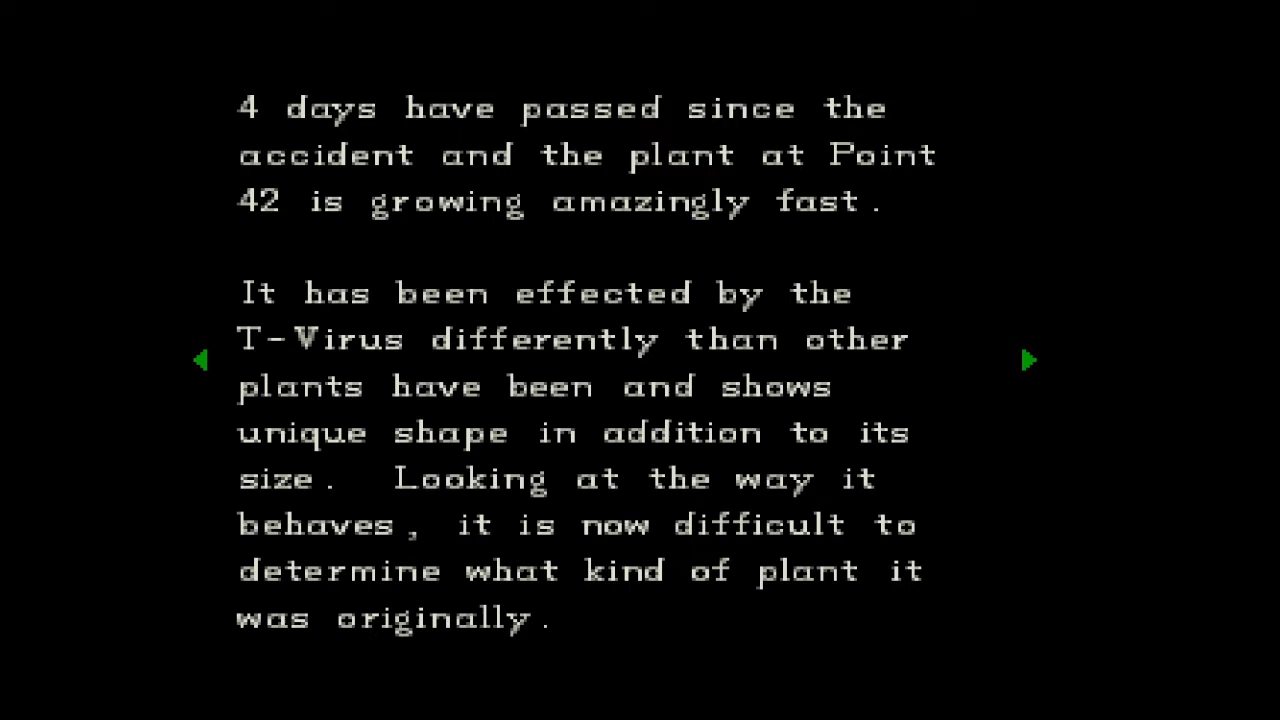 4 days have passed since the
accident and the plant at Point
42 is growing amazingly fast.
It has been effected by the
T-Virus differently than other
plants have been and shows
unique shape in addition to its
size. Looking at the way it
behaves, it is now difficult to
determine what kind of plant it
was originally.